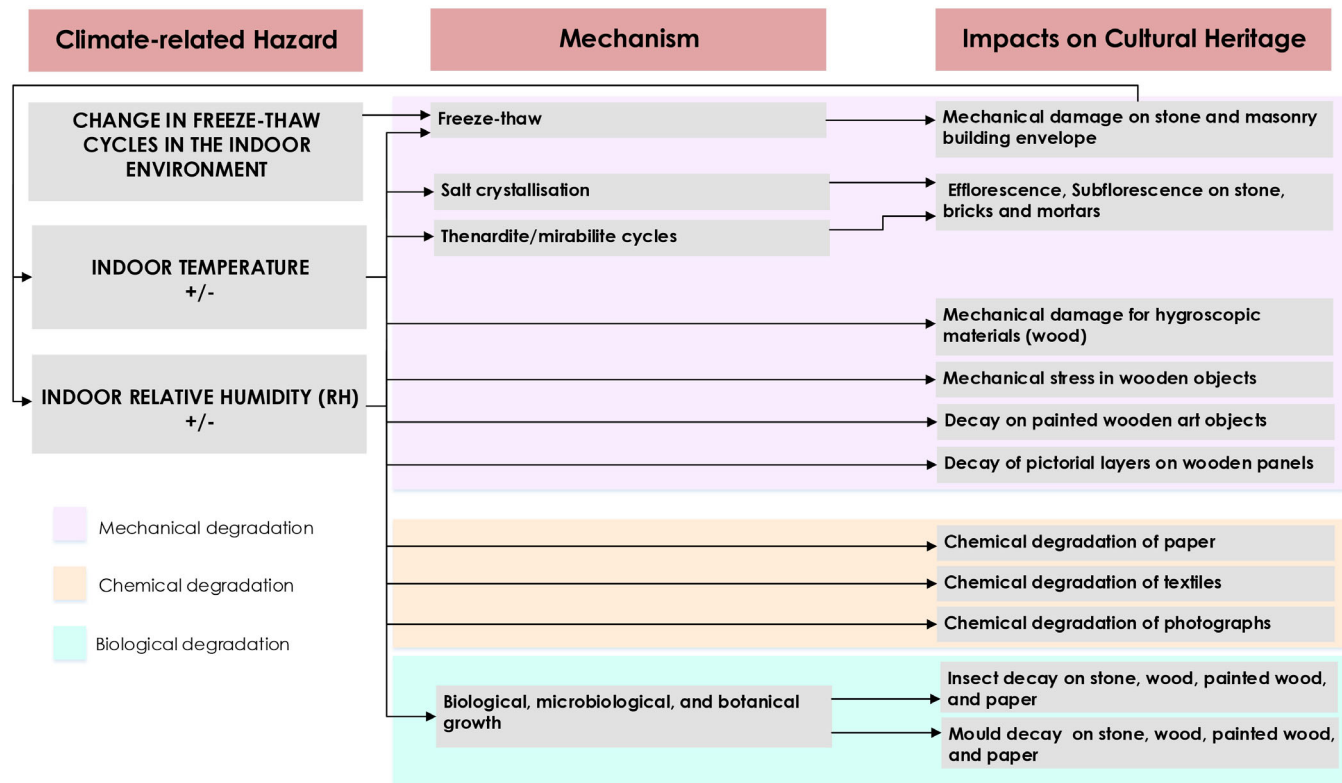 Climate-related Hazard
Mechanism
Impacts on Cultural Heritage
CHANGE IN FREEZE-THAW
CYCLES IN THE INDOOR
ENVIRONMENT
Freeze-thaw
Mechanical damage on stone and masonry
building envelope
Salt crystallisation
Efflorescence, Subflorescence on stone,
bricks and mortars
Thenardite/mirabilite cycles
INDOOR TEMPERATURE
+/-
Mechanical damage for hygroscopic
materials (wood)
INDOOR RELATIVE HUMIDITY (RH)
+/-
Mechanical stress in wooden objects
Decay on painted wooden art objects
Decay of pictorial layers on wooden panels
Mechanical degradation
Chemical degradation
Biological degradation
Chemical degradation of paper
Chemical degradation of textiles
Chemical degradation of photographs
Biological, microbiological, and botanical
growth
Insect decay on stone, wood, painted wood,
and paper
Mould decay on stone, wood, painted wood,
and paper